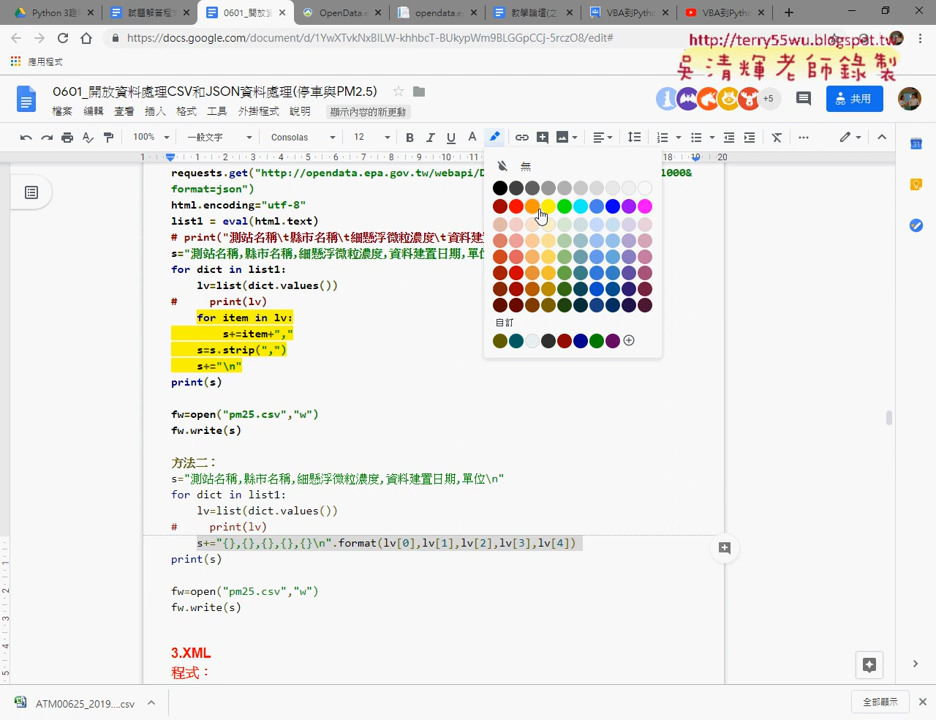 Python 3題
試題解答程
0601_開放資
OpenData.
opendata.e
教學論壇(之
VBA到Pyth
VBA到Pyth
https://docs.google.com/document/d/1YwXTvkNxBILW-khhbcT-BUkypWm9BLGGpCCj-5rczO8/edit#
http://terry55wu.blogspot.tw
吳清輝老師錄製
應用程式
0601_開放資料處理CSV和JSON資料處理(停車與PM2.5)
檔案 編輯 查看 插入 格式 工具 外掛程式 說明 顯示內容的新更動
+5
共用
100% 一般文字 Consolas 12 B I U A
requests.get("http://opendata.epa.gov.tw/webapi/D
1000&
format=json")
html.encoding="utf-8"
list1 = eval(html.text)
# print("測站名稱\t縣市名稱\t細懸浮微粒濃度\t資料建
s="測站名稱,縣市名稱,細懸浮微粒濃度,資料建置日期,單位
for dict in list1:
lv=list(dict.values())
# print(lv)
for item in lv:
s+=item+","
s=s.strip(",")
s+="\n"
print(s)
fw=open("pm25.csv","w")
fw.write(s)
方法二：
s="測站名稱,縣市名稱,細懸浮微粒濃度,資料建置日期,單位\n"
for dict in list1:
lv=list(dict.values())
# print(lv)
s+="{},{},{},{},{}\n".format(lv[0],lv[1],lv[2],lv[3],lv[4])
print(s)
fw=open("pm25.csv","w")
fw.write(s)
3.XML
程式：
無
自訂
ATM00625_2019....csv
全部顯示